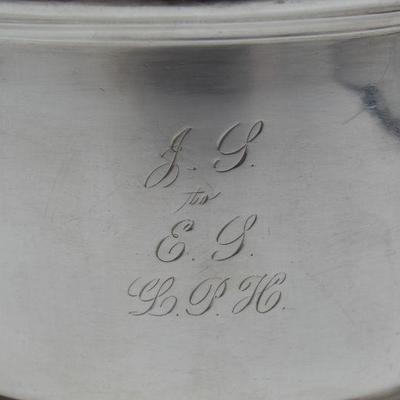 J. S.
to
E. S.
L. P. H.